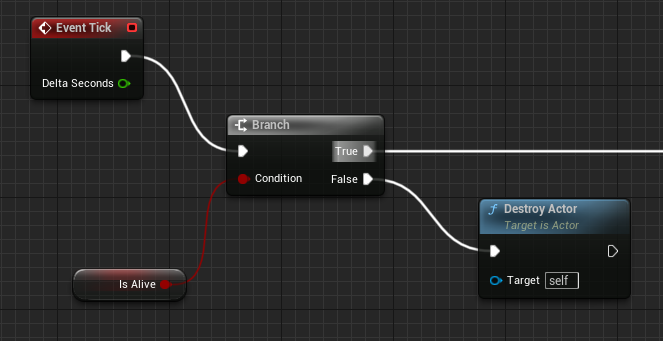 Event Tick
Delta Seconds
Branch
True
Condition
False
Destroy Actor
Target is Actor
Target self
Is Alive